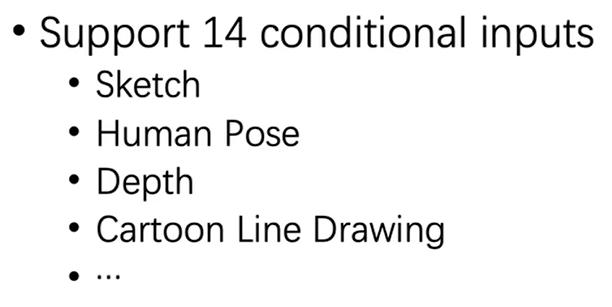 • Support 14 conditional inputs
• Sketch
• Human Pose
• Depth
• Cartoon Line Drawing
• ...